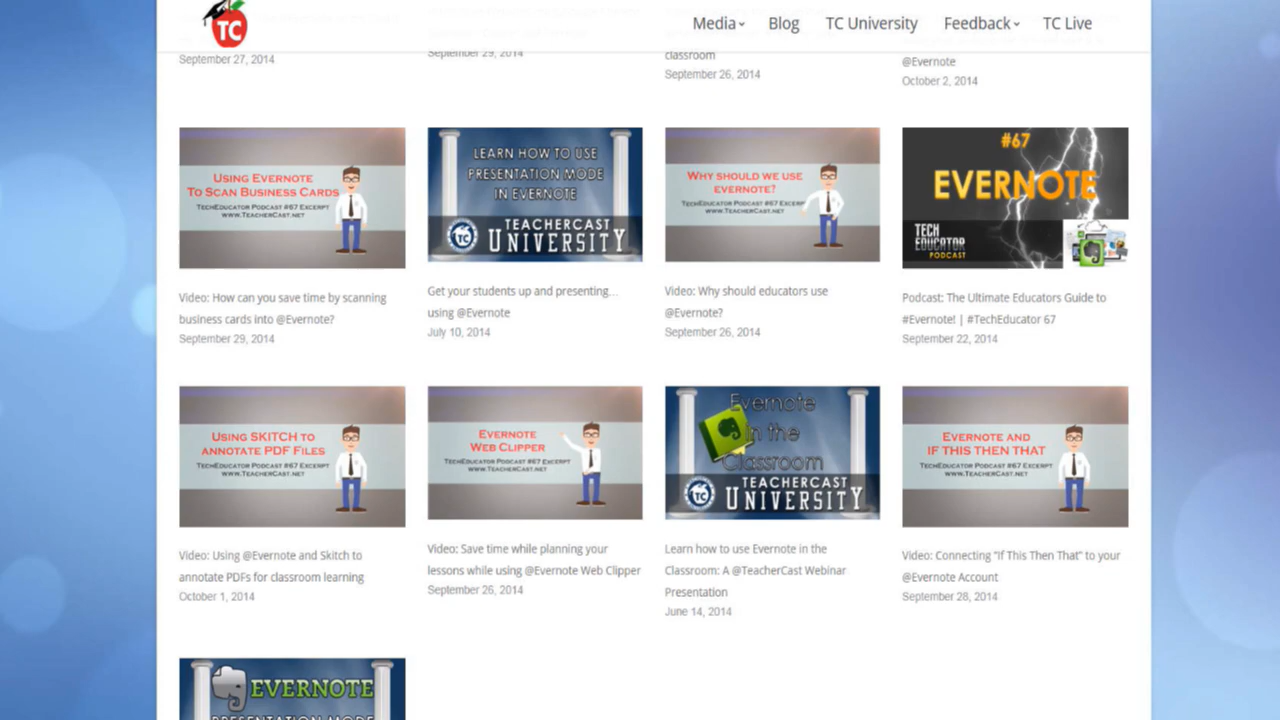 TC
Media
Blog
TC University
Feedback
TC Live
September 27, 2014
September 29, 2014
classroom
September 26, 2014
@Evernote
October 2, 2014
USING EVERNOTE
TO SCAN BUSINESS CARDS
TECHEDUCATOR PODCAST #67 EXCERPT
WWW.TEACHERCAST.NET
Video: How can you save time by scanning
business cards into @Evernote?
September 29, 2014
LEARN HOW TO USE
PRESENTATION MODE
IN EVERNOTE
TC
TEACHERCAST
UNIVERSITY
Get your students up and presenting...
using @Evernote
July 10, 2014
WHY SHOULD WE USE
EVERNOTE?
TECHEDUCATOR PODCAST #67 EXCERP
WWW.TEACHERCAST.NET
Video: Why should educators use
@Evernote?
September 26, 2014
#67
EVERNOTE
TECH
EDUCATOR
PODCAST
Podcast: The Ultimate Educators Guide to
#Evernote! | #TechEducator 67
September 22, 2014
USING SKITCH TO
ANNOTATE PDF FILES
TECHEDUCATOR PODCAST #67 EXCERPT
WWW.TEACHERCAST.NET
Video: Using @Evernote and Skitch to
annotate PDFs for classroom learning
October 1, 2014
EVERNOTE
WEB CLIPPER
TECHEDUCATOR PODCAST #67 EXCERPT
WWW.TEACHERCAST.NET
Video: Save time while planning your
lessons while using @Evernote Web Clipper
September 26, 2014
Evernote
in the
Classroom
TC
TEACHERCAST
UNIVERSITY
Learn how to use Evernote in the
Classroom: A @TeacherCast Webinar
Presentation
June 14, 2014
EVERNOTE AND
IF THIS THEN THAT
TECHEDUCATOR PODCAST #67 EXCERPT
WWW.TEACHERCAST.NET
Video: Connecting "If This Then That" to your
@Evernote Account
September 28, 2014
EVERNOTE
PRESENTATION MODE